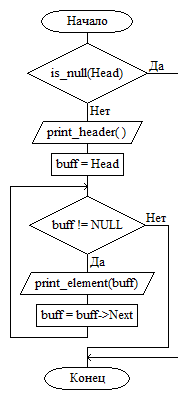 Начало
is_null(Head)
Да
Нет
print_header( )
buff = Head
buff != NULL
Нет
Да
print_element(buff)
buff = buff->Next
Конец